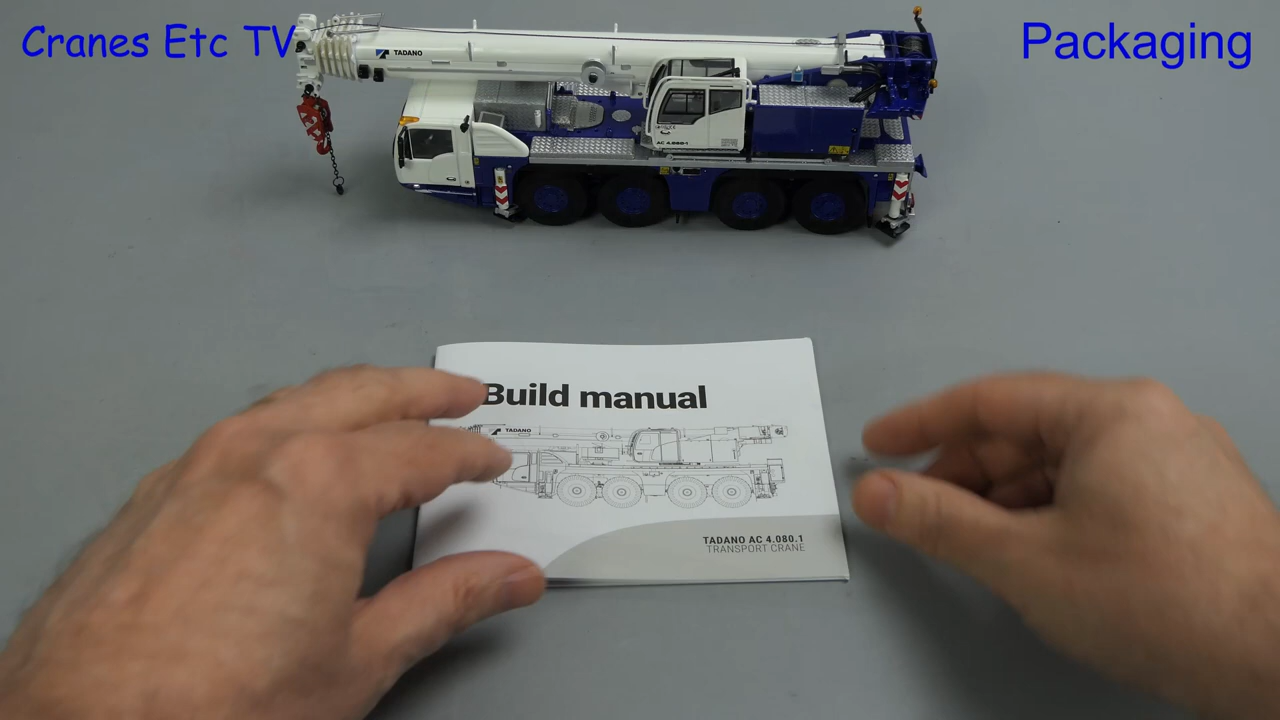 Cranes Etc TV
Packaging
TADANO
AC 4.080-1
Build manual
TADANO
TADANO AC 4.080.1
TRANSPORT CRANE